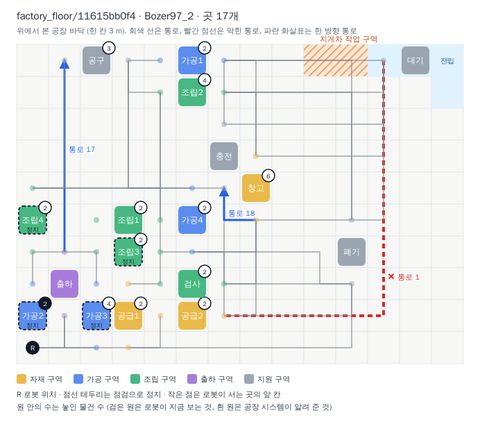 factory_floor/11615bb0f4 · Bozer97_2 · 곳 17개
위에서 본 공장 바닥 (한 칸 3 m). 회색 선은 통로, 빨간 점선은 막힌 통로, 파란 화살표는 한 방향 통로
지게차 작업 구역
공구 3
가공1 2
대기
전입
조립2 4
통로 17
충전
창고 6
조립4 2
정지
조립1 2
가공4 2
통로 18
조립3 2
정지
폐기
출하
검사 2
✕ 통로 1
가공2 2
정지
가공3 4
정지
공급1 2
공급2 2
R
자재 구역
가공 구역
조립 구역
출하 구역
지원 구역
R 로봇 위치 · 점선 테두리는 점검으로 정지 · 작은 점은 로봇이 서는 곳의 앞 칸
원 안의 수는 놓인 물건 수 (검은 원은 로봇이 지금 보는 것, 흰 원은 공장 시스템이 알려 준 것)